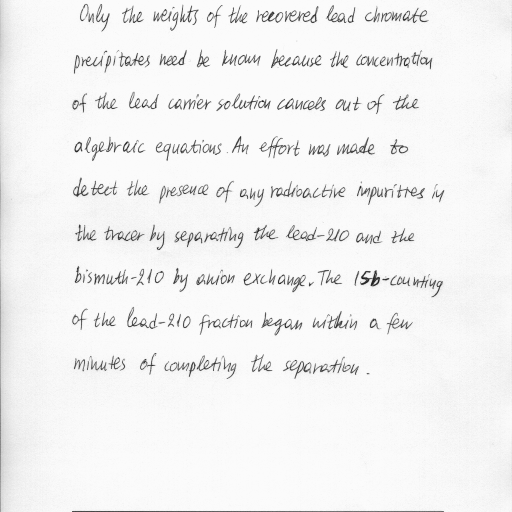 Only the weights of the recovered lead chromate
precipitates need be known because the concentration
of the lead carrier solution cancels out of the
algebraic equations. An effort was made to
detect the presence of any radioactive impurities in
the tracer by separating the lead-210 and the
bismuth-210 by anion exchange. The 15b-counting
of the lead-210 fraction began within a few
minutes of completing the separation.